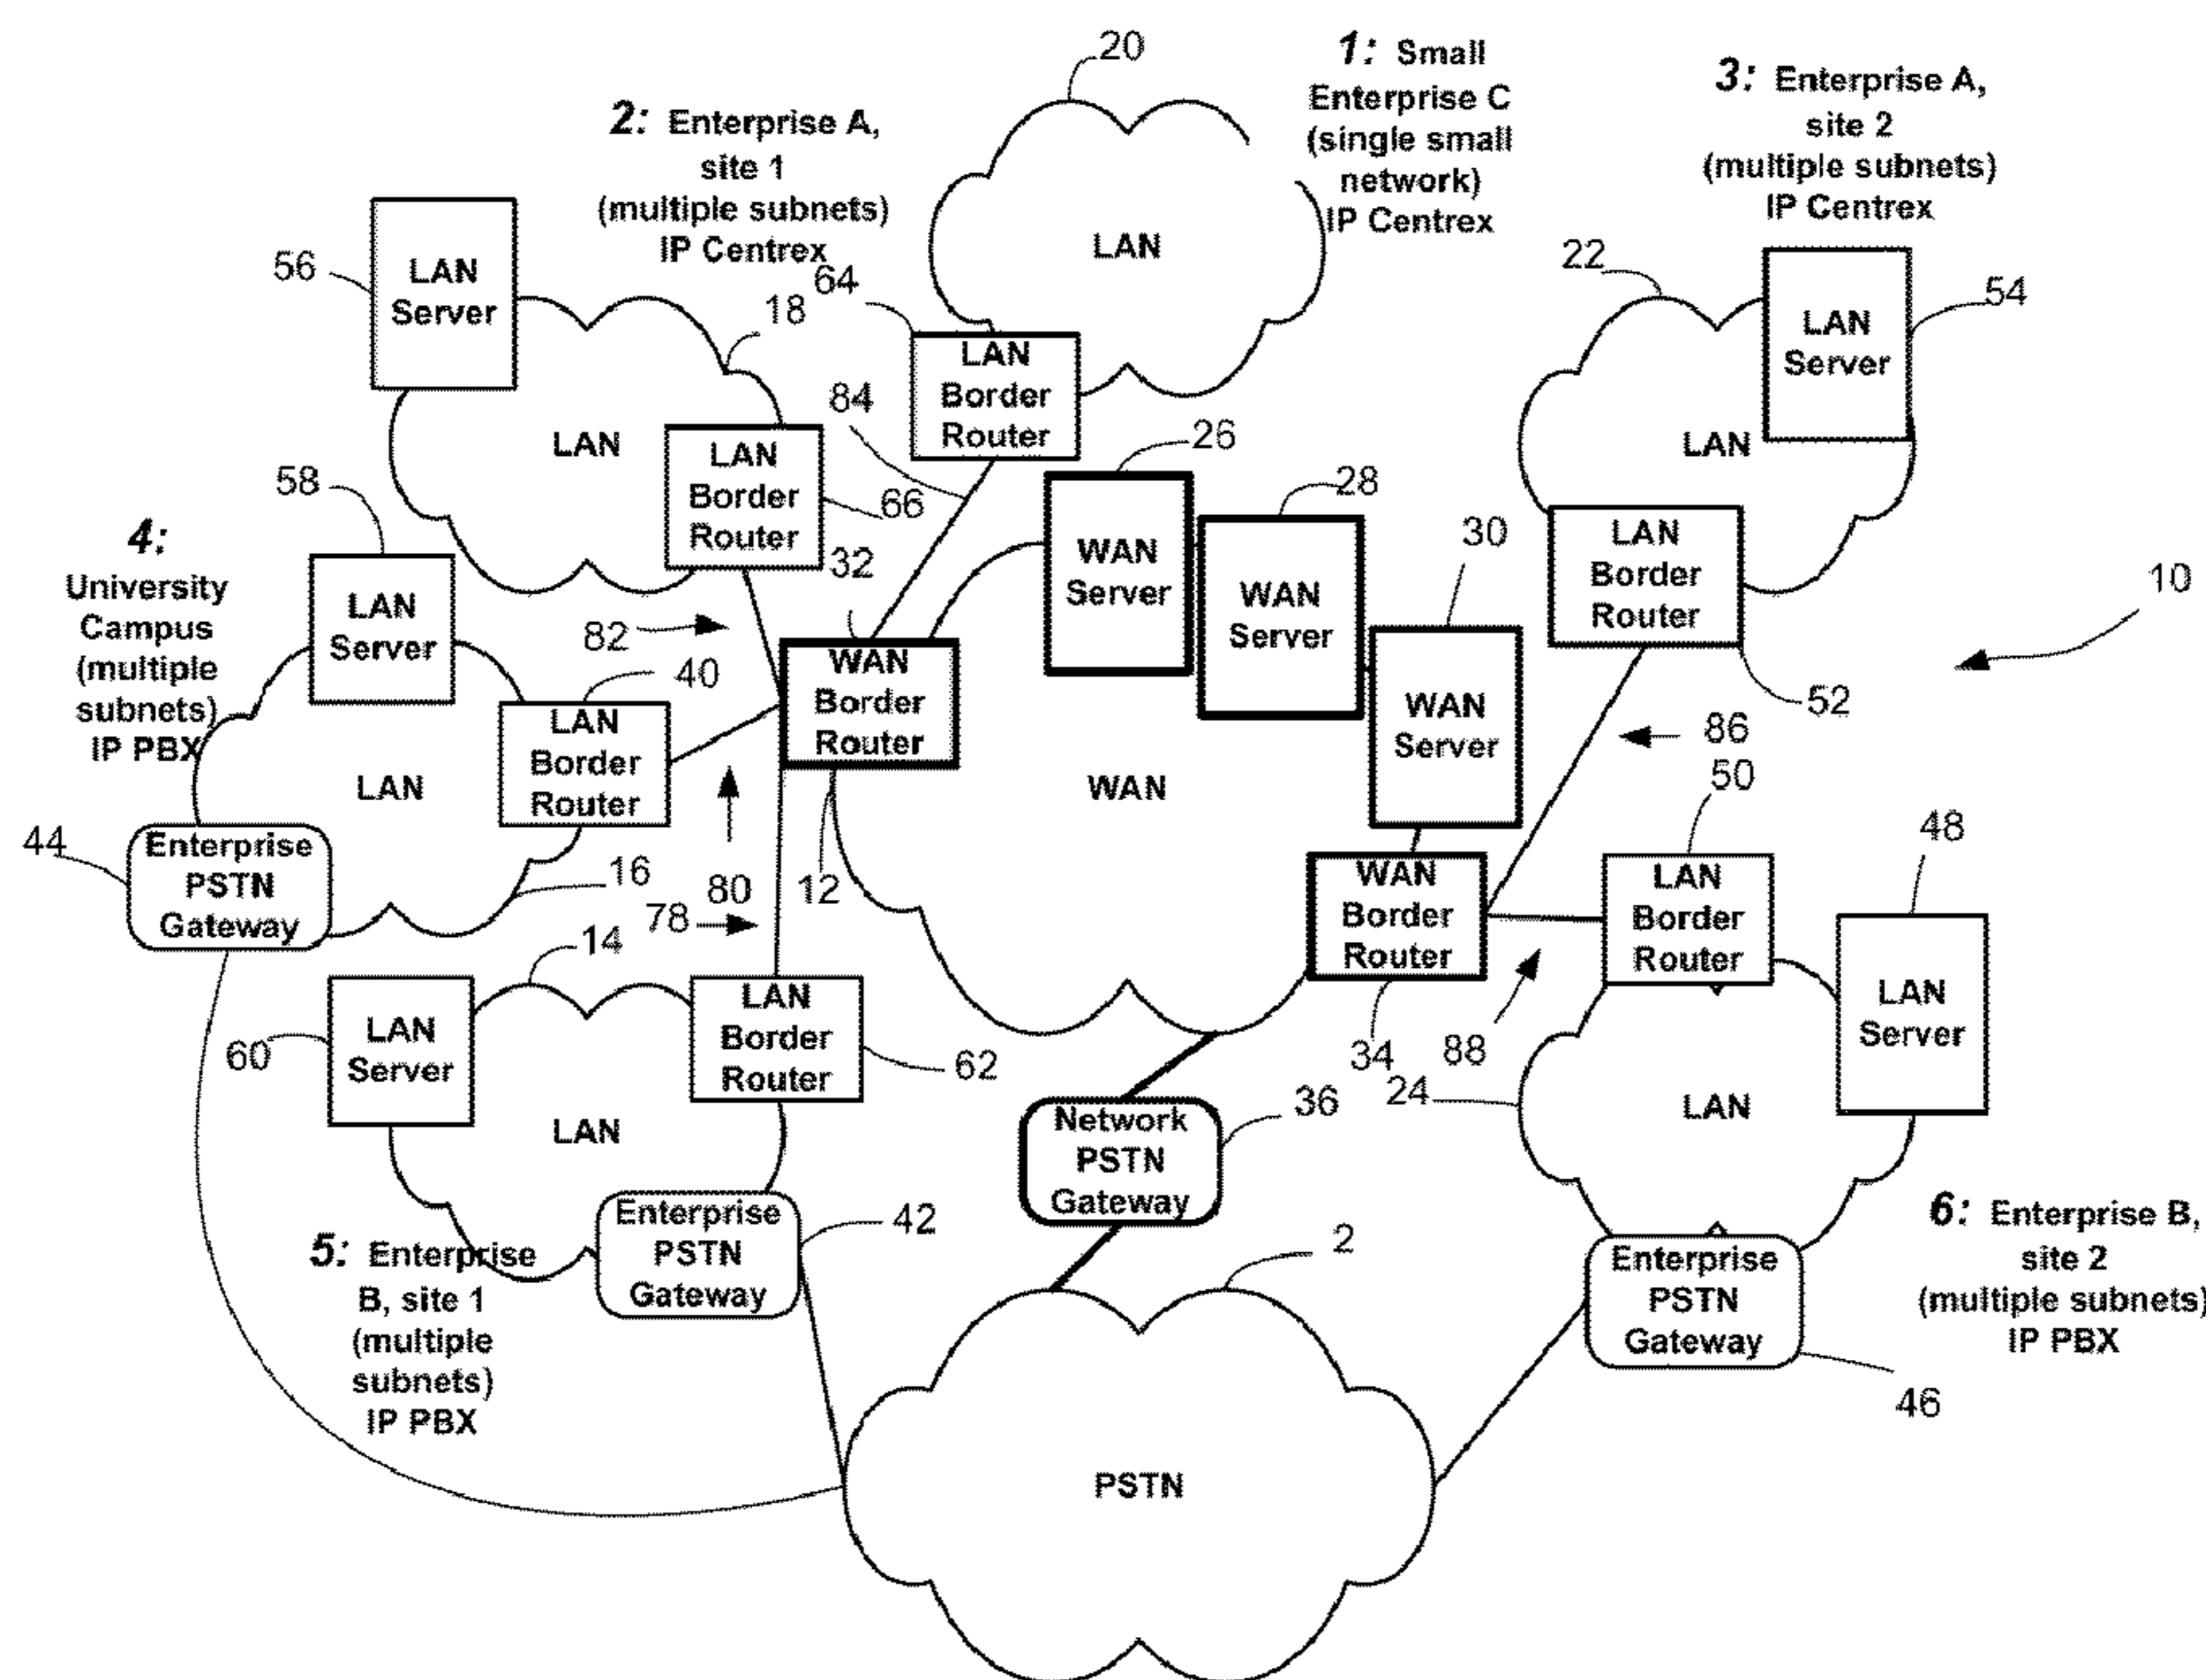 20
1: Small
Enterprise C
(single small
network)
IP Centrex
3: Enterprise A,
site 2
(multiple subnets)
IP Centrex
2: Enterprise A,
site 1
(multiple subnets)
IP Centrex
56
LAN
Server
18
64
LAN
22
LAN
Server
54
LAN
Border
Router
84
LAN
LAN
Border
Router
66
26
28
LAN
58
4:
University
Campus
(multiple
subnets)
IP PBX
LAN
Server
32
82
40
WAN
Server
WAN
Server
30
WAN
Server
LAN
Border
Router
10
52
86
WAN
Border
Router
LAN
Border
Router
LAN
WAN
50
48
44
Enterprise
PSTN
Gateway
16
80
12
78
14
WAN
Border
Router
LAN
Border
Router
88
34
LAN
Server
60
LAN
Server
LAN
Border
Router
62
LAN
24
LAN
Network
PSTN
Gateway
36
Enterprise
PSTN
Gateway
42
2
5: Enterprise
B, site 1
(multiple
subnets)
IP PBX
6: Enterprise B,
site 2
(multiple subnets)
IP PBX
Enterprise
PSTN
Gateway
46
PSTN